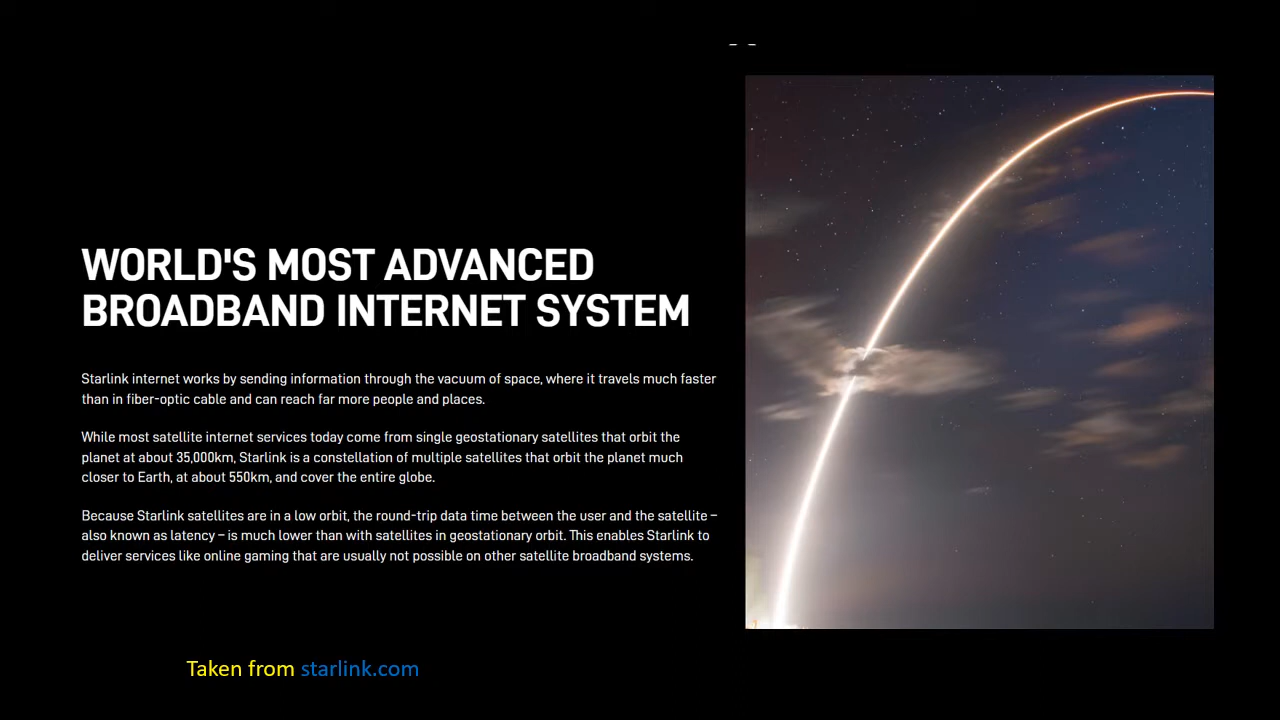 WORLD'S MOST ADVANCED
BROADBAND INTERNET SYSTEM
Starlink internet works by sending information through the vacuum of space, where it travels much faster
than in fiber-optic cable and can reach far more people and places.
While most satellite internet services today come from single geostationary satellites that orbit the
planet at about 35,000km, Starlink is a constellation of multiple satellites that orbit the planet much
closer to Earth, at about 550km, and cover the entire globe.
Because Starlink satellites are in a low orbit, the round-trip data time between the user and the satellite –
also known as latency – is much lower than with satellites in geostationary orbit. This enables Starlink to
deliver services like online gaming that are usually not possible on other satellite broadband systems.
Taken from starlink.com